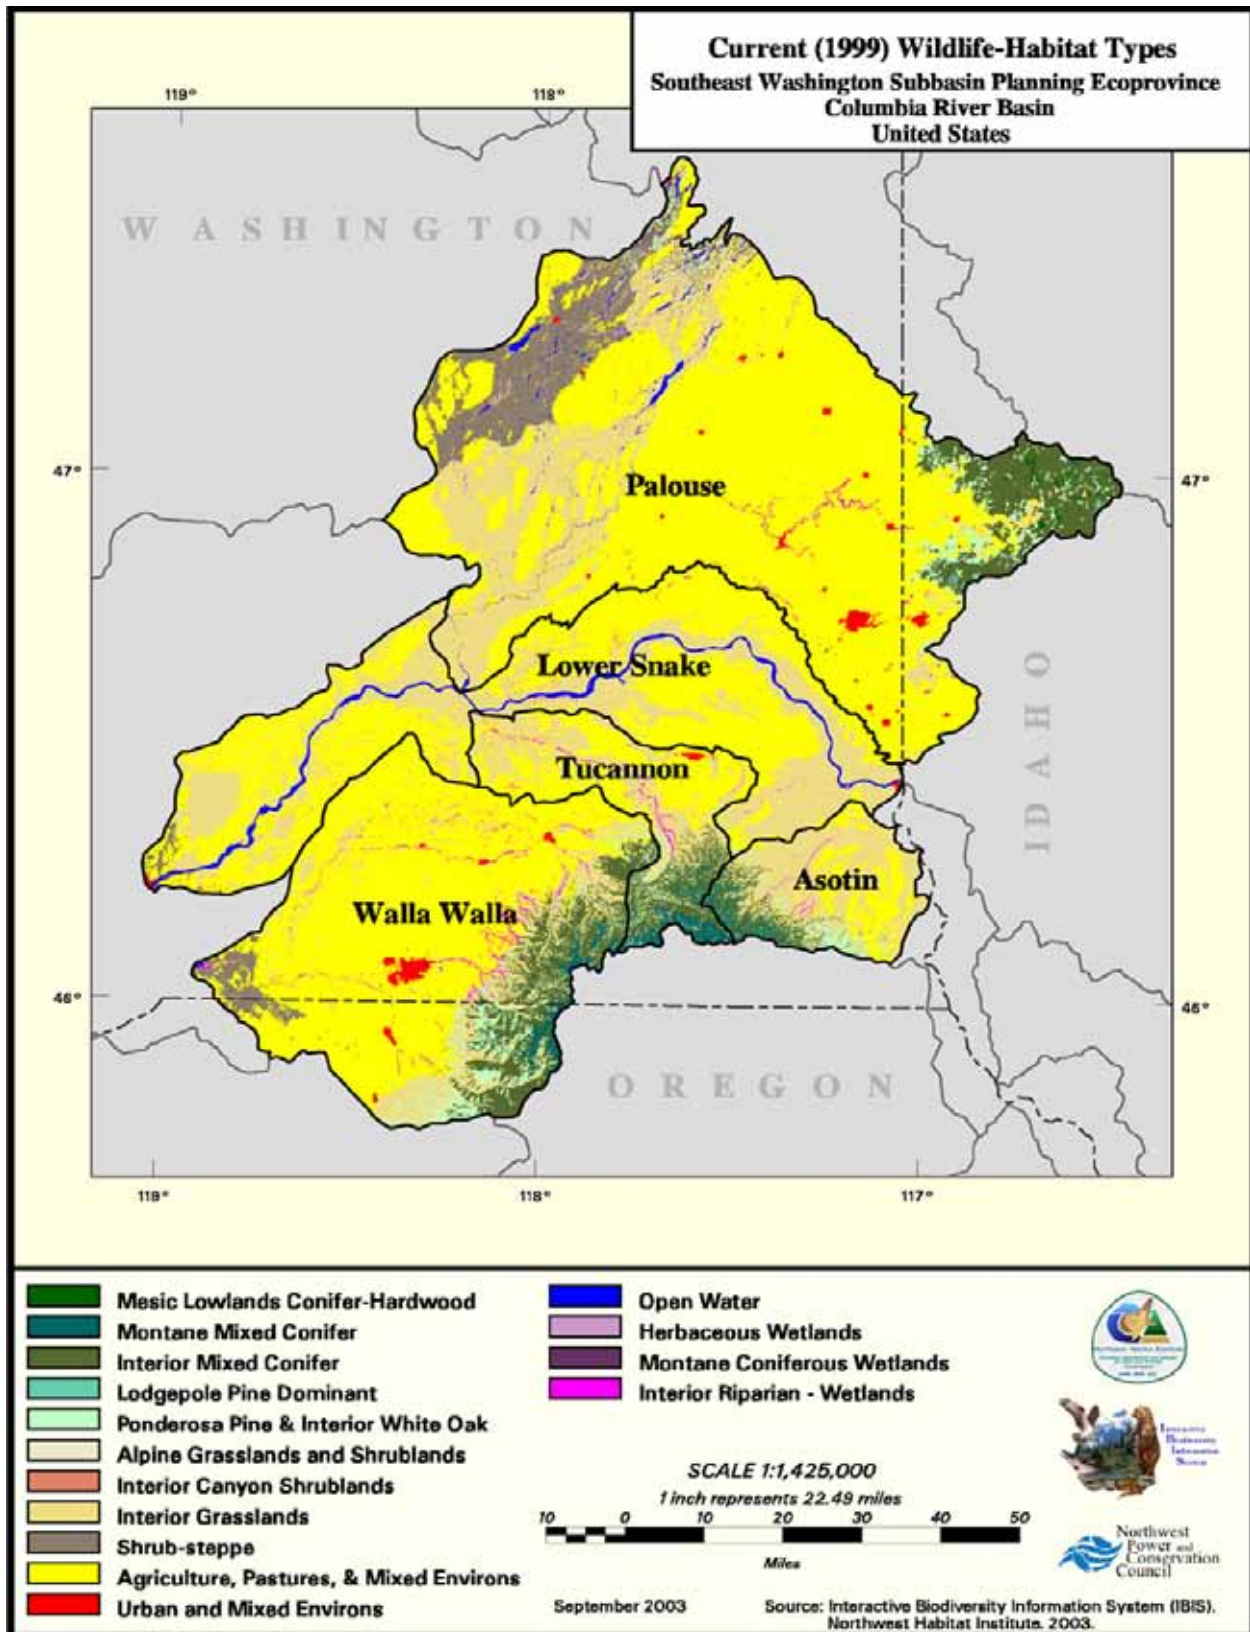 Current (1999) Wildlife-Habitat Types
Southeast Washington Subbasin Planning Ecoprovince
Columbia River Basin
United States
119°
118°
WASHINGTON
47°
47°
Palouse
Lower Snake
IDAHO
Tucannon
Asotin
Walla Walla
46°
46°
OREGON
119°
118°
117°
Mesic Lowlands Conifer-Hardwood
Montane Mixed Conifer
Interior Mixed Conifer
Lodgepole Pine Dominant
Ponderosa Pine & Interior White Oak
Alpine Grasslands and Shrublands
Interior Canyon Shrublands
Interior Grasslands
Shrub-steppe
Agriculture, Pastures, & Mixed Environs
Urban and Mixed Environs
Open Water
Herbaceous Wetlands
Montane Coniferous Wetlands
Interior Riparian - Wetlands
SCALE 1:1,425,000
1 inch represents 22.49 miles
10 0 10 20 30 40 50
Miles
September 2003
Interactive
Biodiversity
Information
System
Northwest
Power and
Conservation
Council
Source: Interactive Biodiversity Information System (IBIS).
Northwest Habitat Institute. 2003.